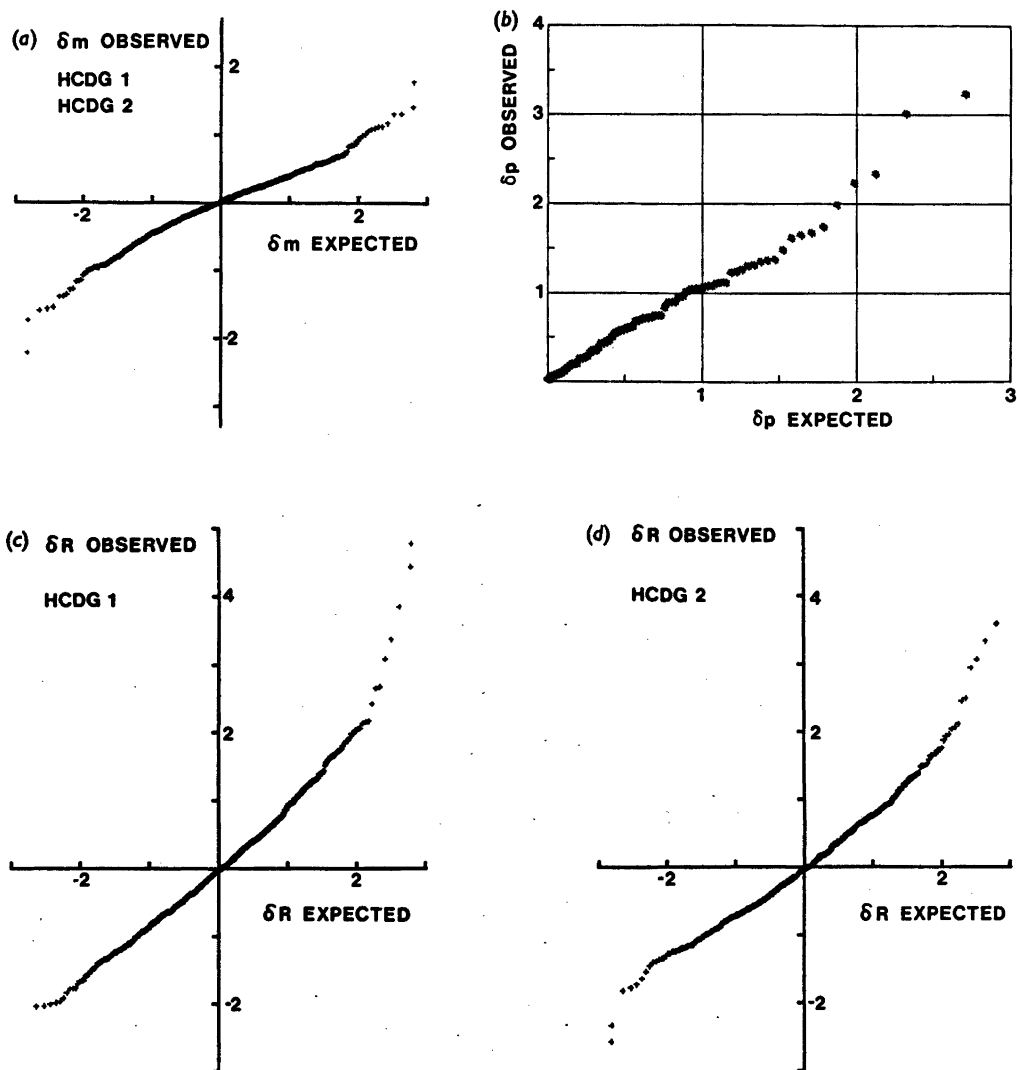 (a) δm OBSERVED
HCDG 1
HCDG 2
2
-2
2
δm EXPECTED
-2
(b)
4
3
2
1
δp OBSERVED
1
2
3
δp EXPECTED
(c) δR OBSERVED
HCDG 1
4
2
-2
2
δR EXPECTED
-2
(d) δR OBSERVED
HCDG 2
4
2
-2
2
δR EXPECTED
-2